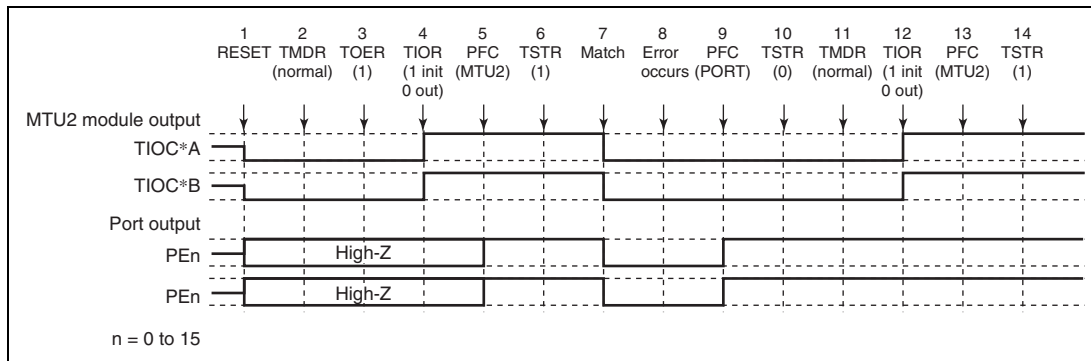 1 2 3 4 5 6 7 8 9 10 11 12 13 14
RESET TMDR TOER TIOR PFC TSTR Match Error PFC TSTR TMDR TIOR PFC TSTR
(normal) (1) (1 init (MTU2) (1) occurs (PORT) (0) (normal) (1 init (MTU2) (1)
0 out) 0 out)
MTU2 module output
TIOC*A
TIOC*B
Port output
PEn High-Z
PEn High-Z
n = 0 to 15